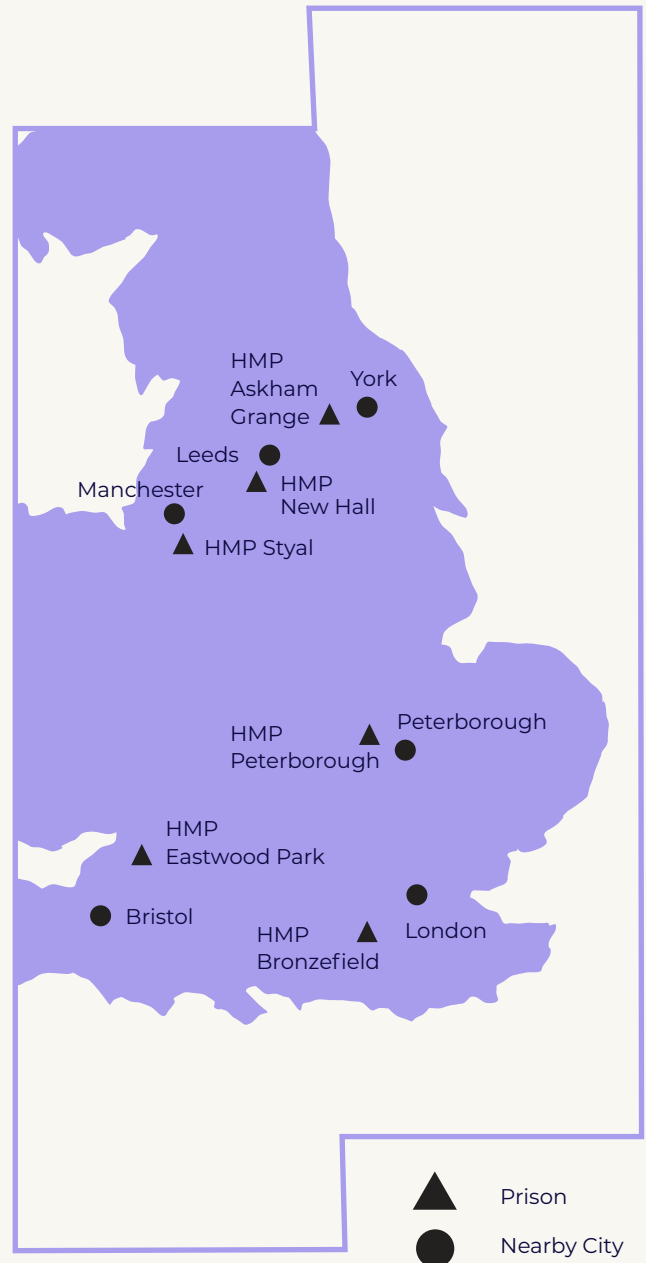 HMP
Askham
Grange
York
Leeds
HMP
New Hall
Manchester
HMP Styal
Peterborough
HMP
Peterborough
HMP
Eastwood Park
Bristol
London
HMP
Bronzefield
Prison
Nearby City